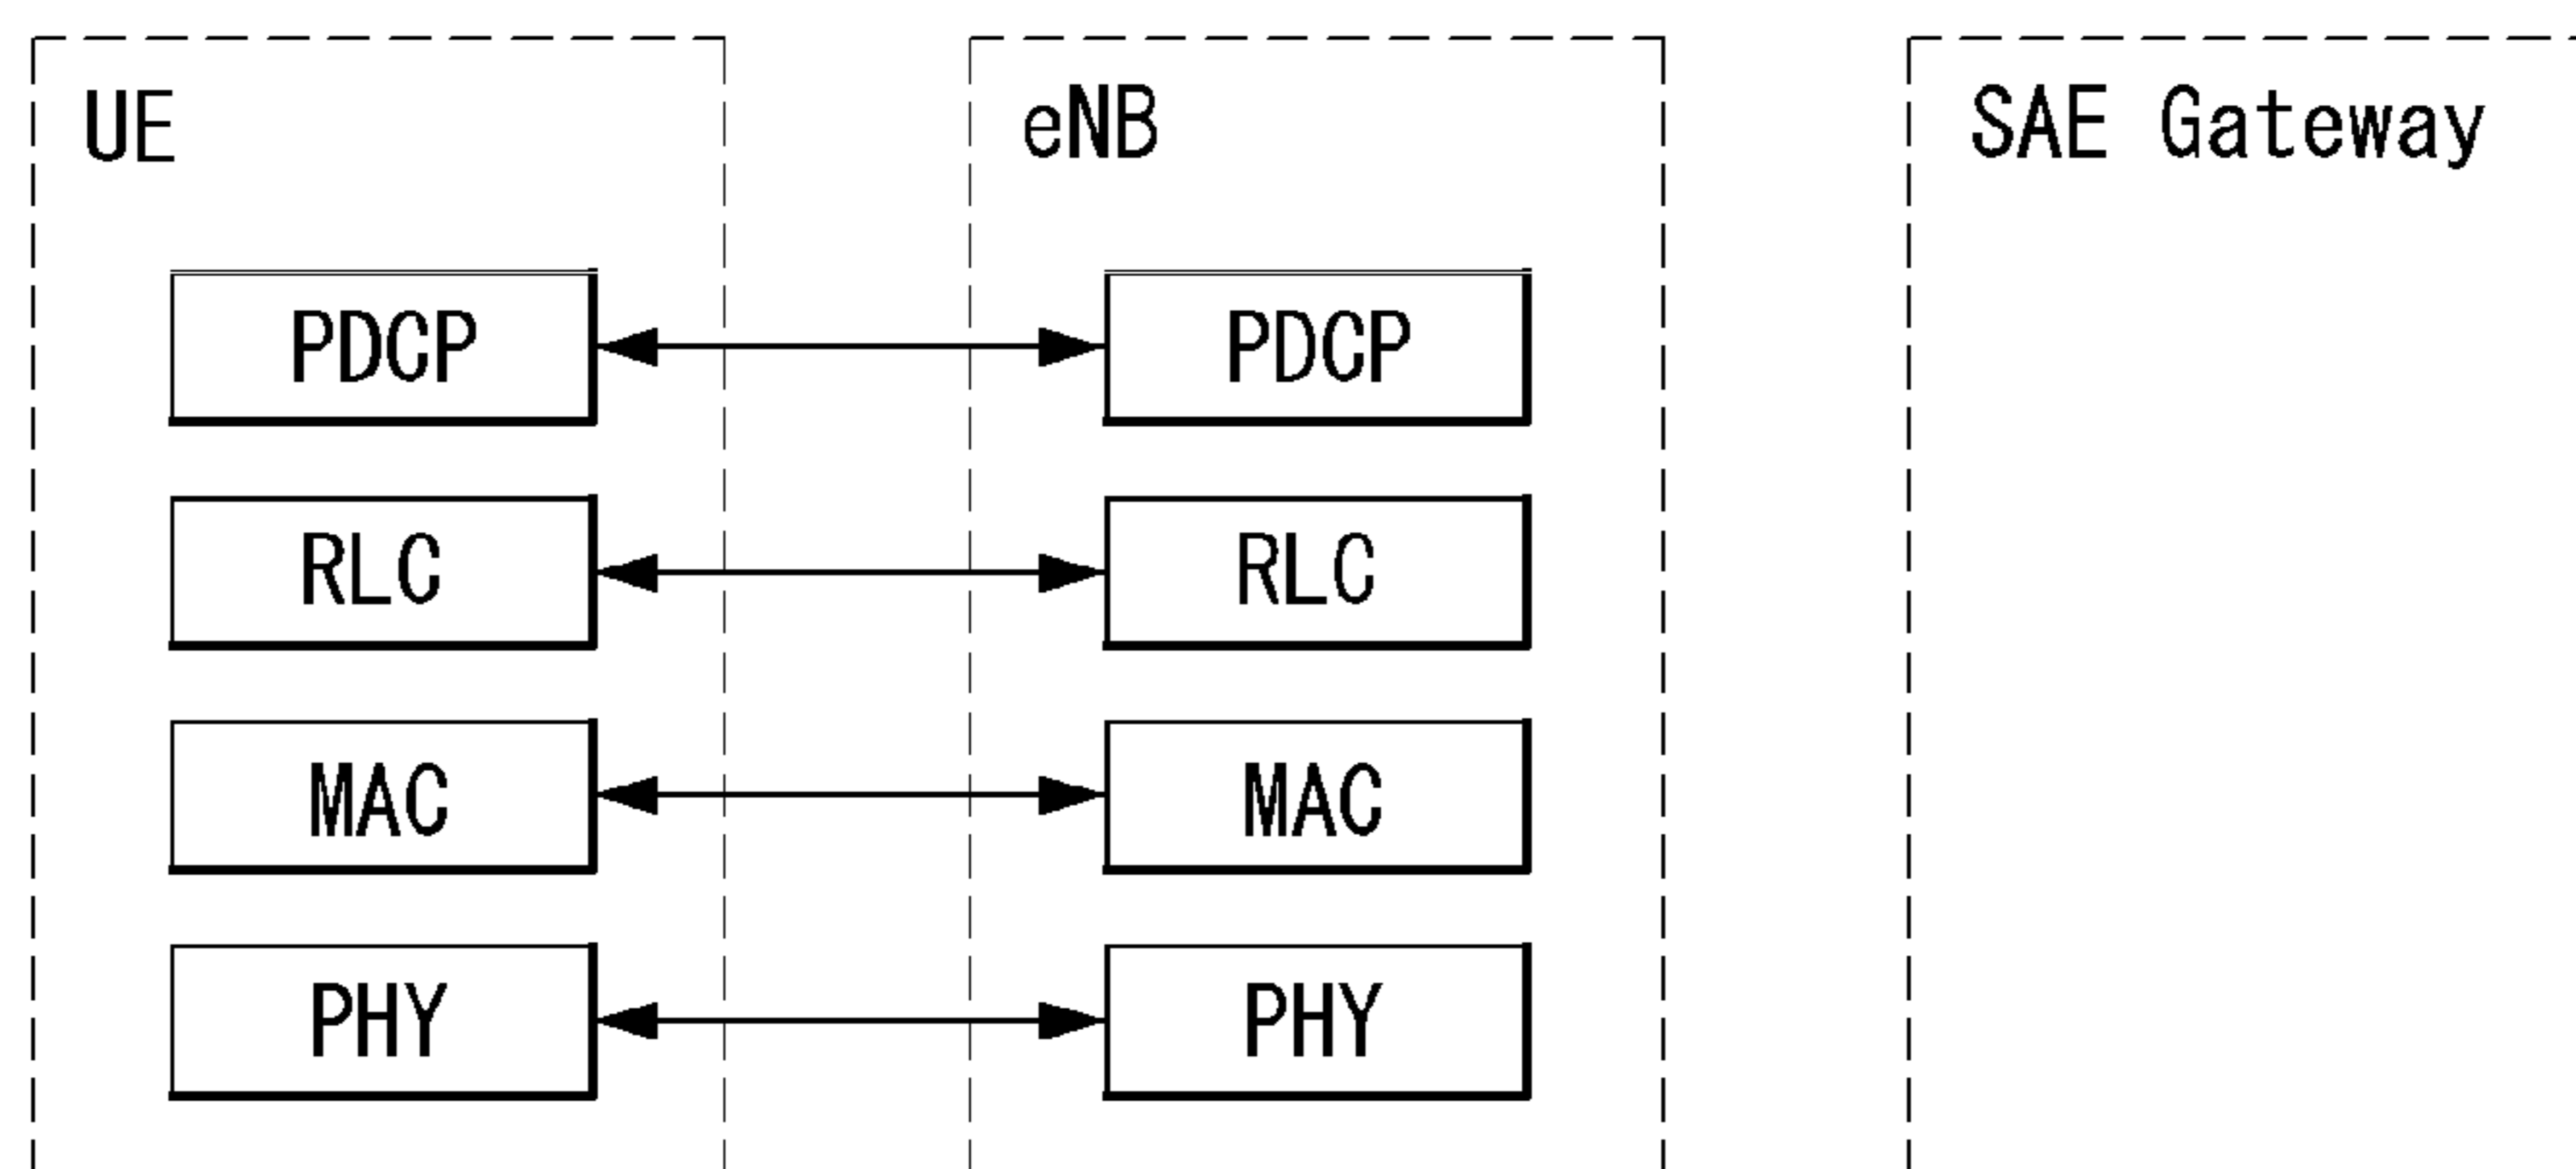 UE
eNB
SAE Gateway
PDCP
PDCP
RLC
RLC
MAC
MAC
PHY
PHY